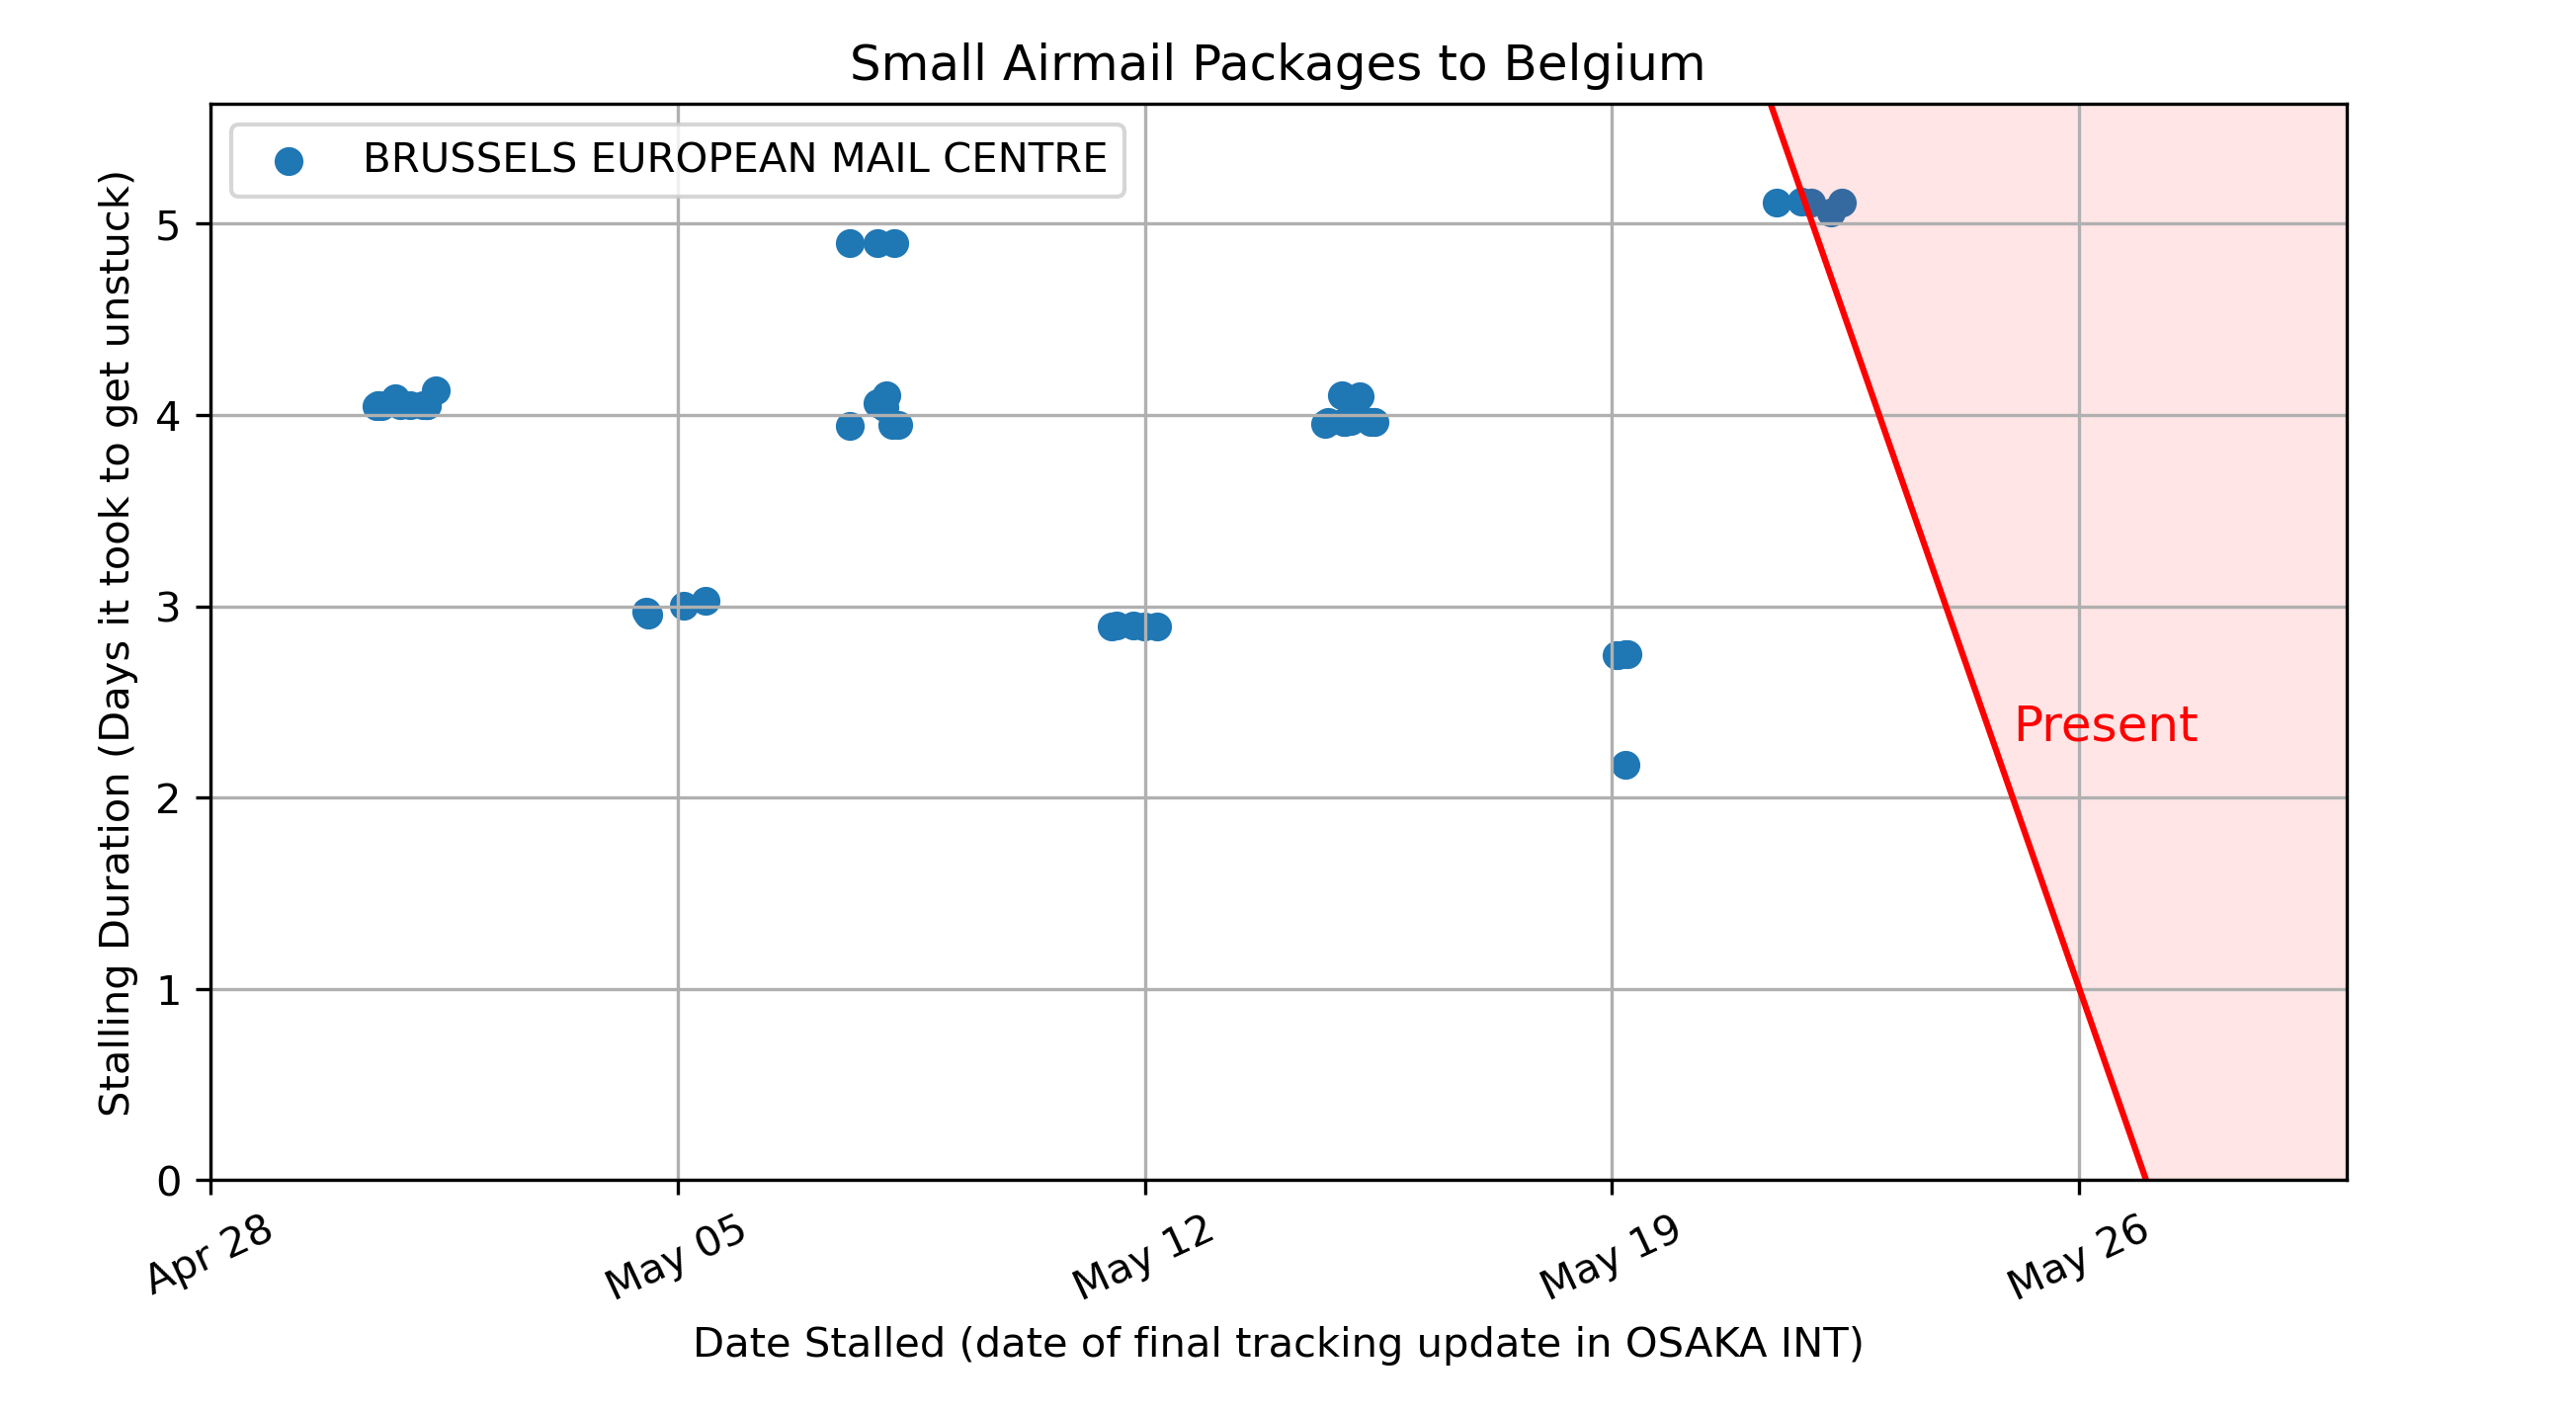 Small Airmail Packages to Belgium
BRUSSELS EUROPEAN MAIL CENTRE
Stalling Duration (Days it took to get unstuck)
5
4
3
2
1
0
Present
Apr 28
May 05
May 12
May 19
May 26
Date Stalled (date of final tracking update in OSAKA INT)